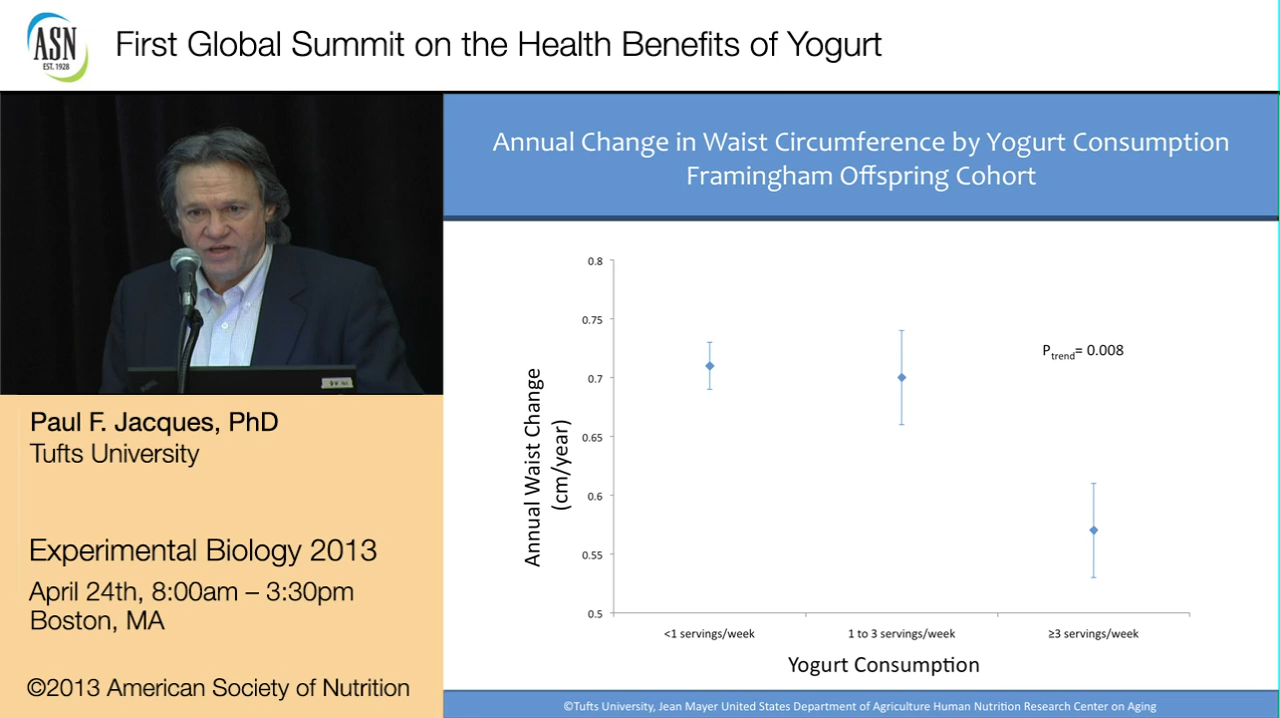 ASN
EST. 1928
First Global Summit on the Health Benefits of Yogurt
Paul F. Jacques, PhD
Tufts University
Experimental Biology 2013
April 24th, 8:00am – 3:30pm
Boston, MA
©2013 American Society of Nutrition
Annual Change in Waist Circumference by Yogurt Consumption
Framingham Offspring Cohort
Annual Waist Change
(cm/year)
0.8
0.75
0.7
0.65
0.6
0.55
0.5
Ptrend= 0.008
<1 servings/week
1 to 3 servings/week
≥3 servings/week
Yogurt Consumption
©Tufts University, Jean Mayer United States Department of Agriculture Human Nutrition Research Center on Aging